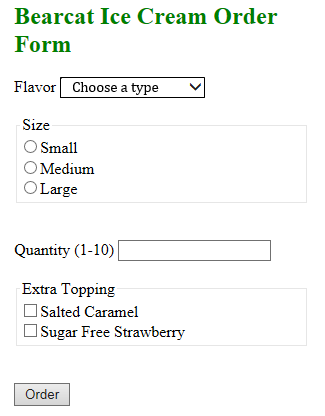 Bearcat Ice Cream Order
Form
Flavor Choose a type
Size
Small
Medium
Large
Quantity (1-10)
Extra Topping
Salted Caramel
Sugar Free Strawberry
Order